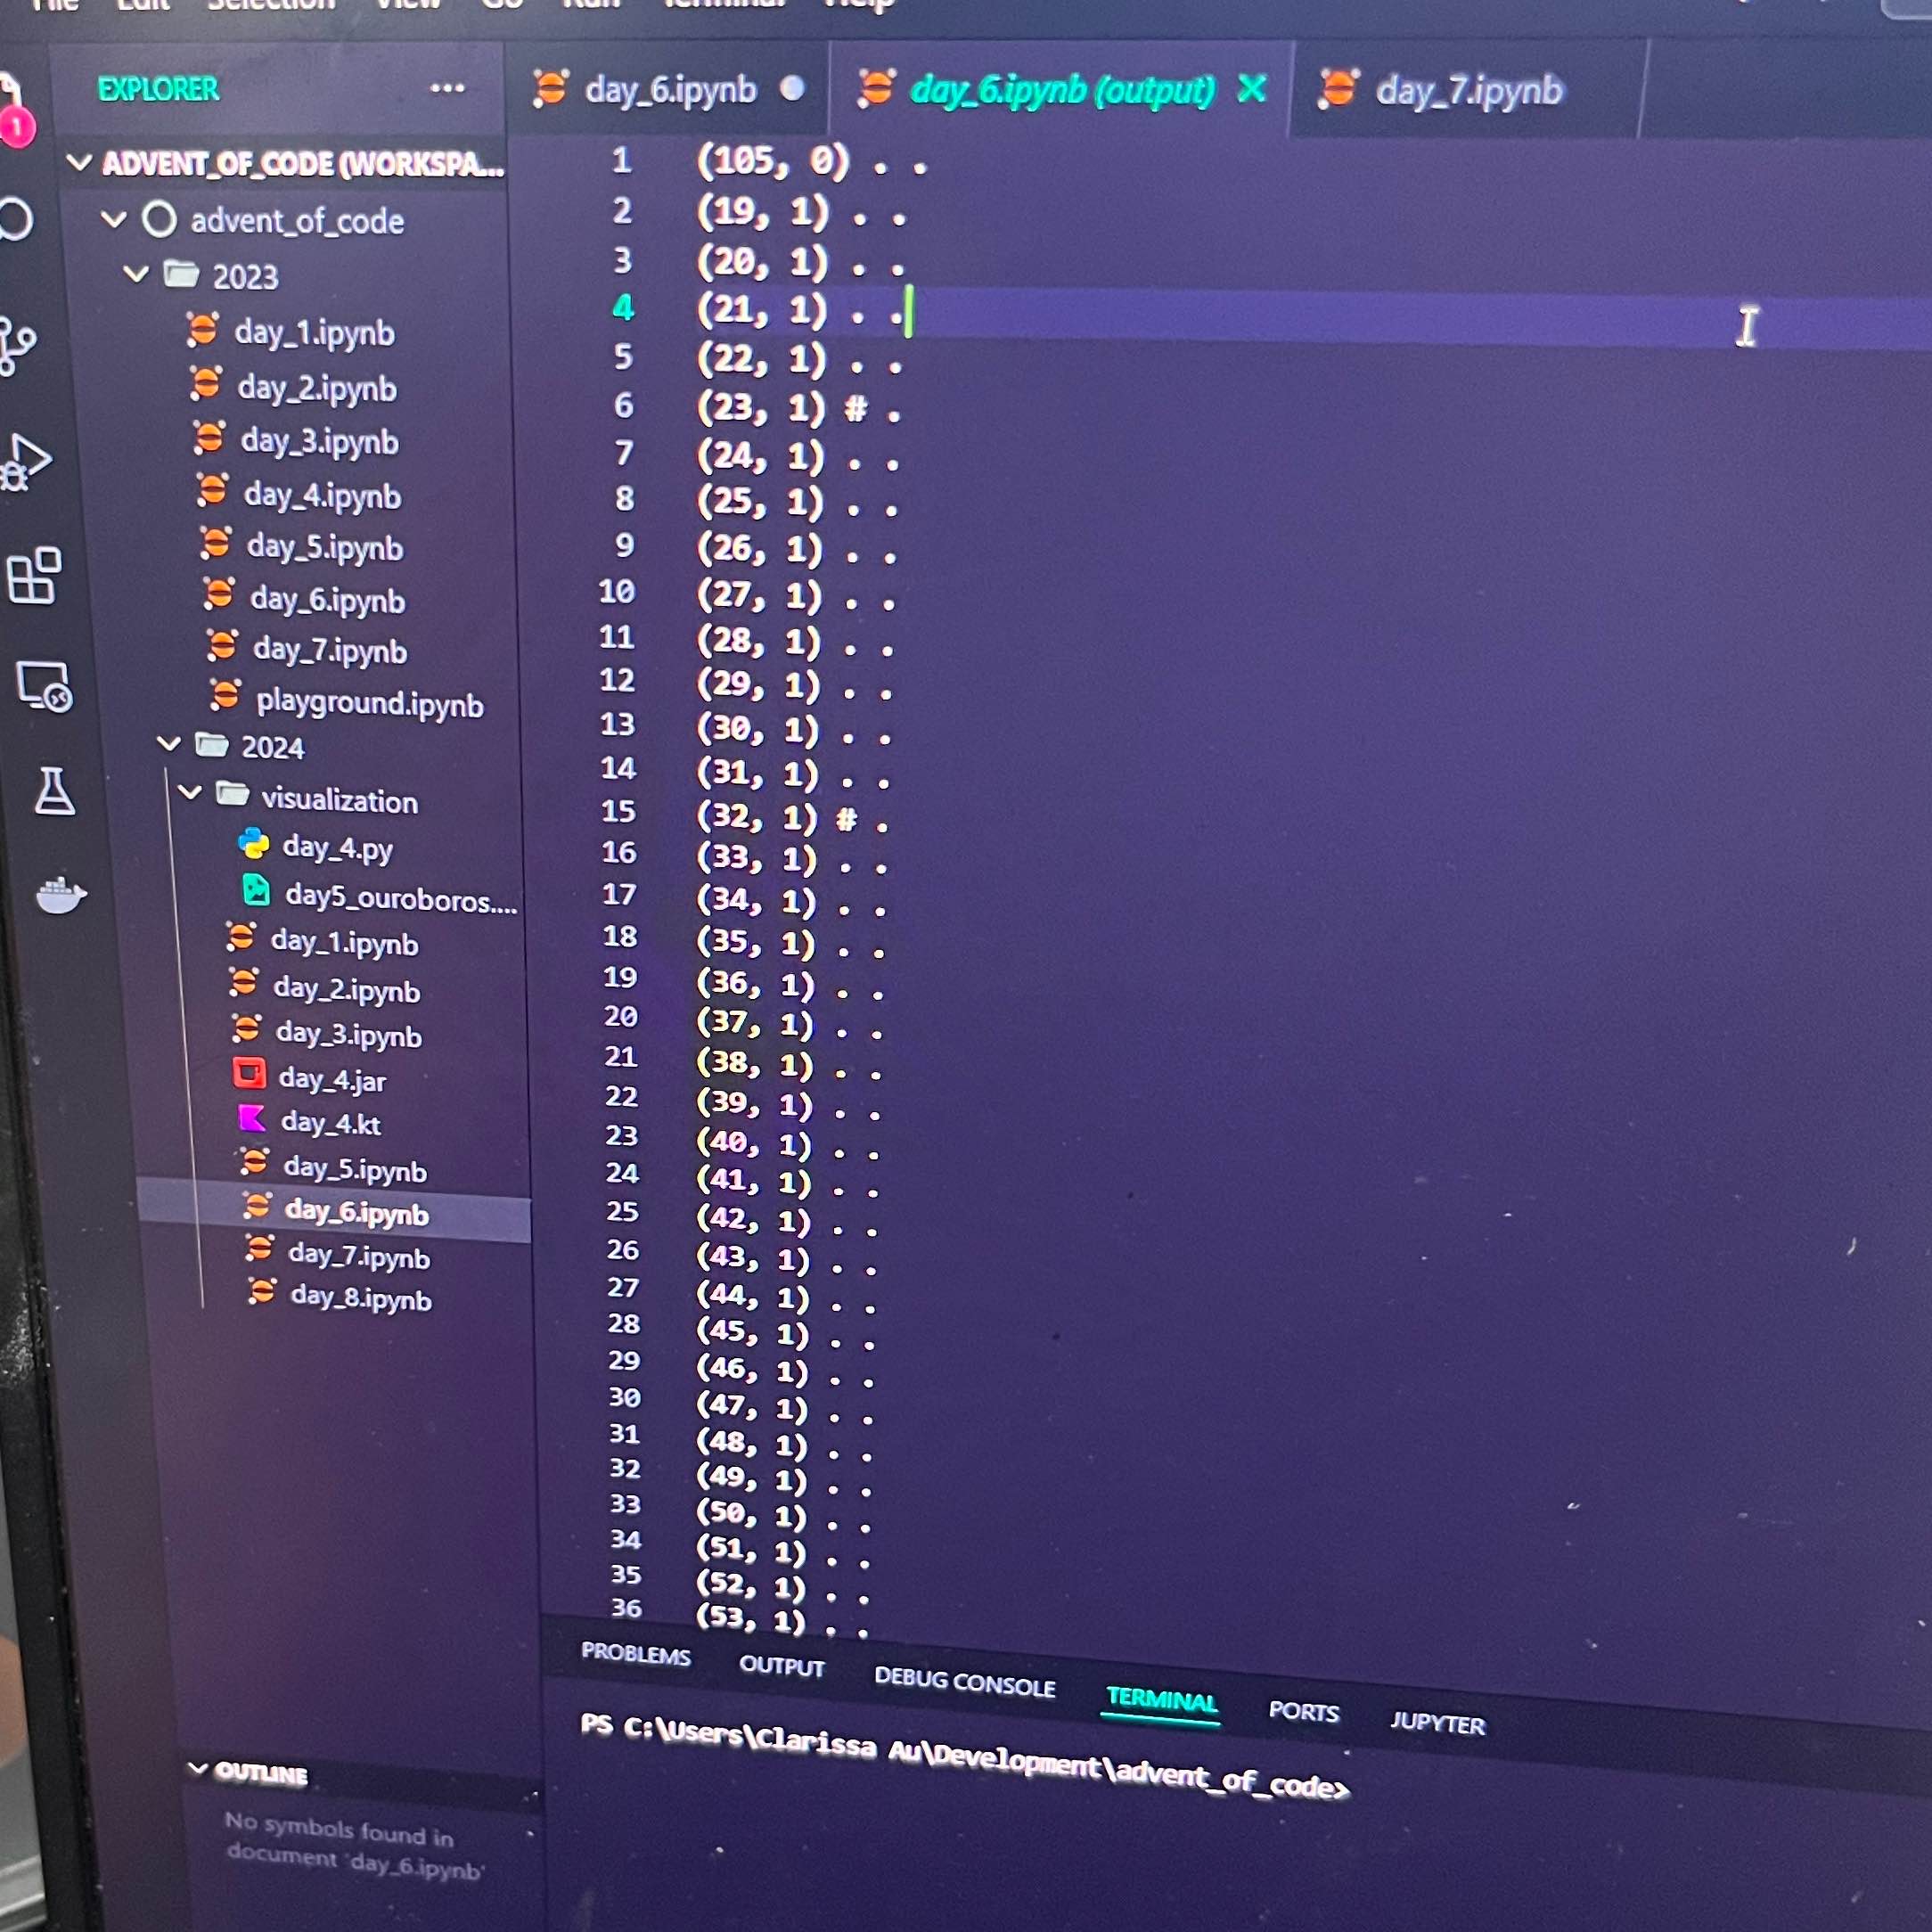 File Edit Selection View Go Run Terminal Help
EXPLORER ...
1
ADVENT_OF_CODE (WORKSPA...
advent_of_code
2023
day_1.ipynb
day_2.ipynb
day_3.ipynb
day_4.ipynb
day_5.ipynb
day_6.ipynb
day_7.ipynb
playground.ipynb
2024
visualization
day_4.py
day5_ouroboros....
day_1.ipynb
day_2.ipynb
day_3.ipynb
day_4.jar
day_4.kt
day_5.ipynb
day_6.ipynb
day_7.ipynb
day_8.ipynb
OUTLINE
No symbols found in
document 'day_6.ipynb'
day_6.ipynb day_6.ipynb (output) day_7.ipynb
1 (105, 0) . .
2 (19, 1) . .
3 (20, 1) . .
4 (21, 1) . .
5 (22, 1) . .
6 (23, 1) # .
7 (24, 1) . .
8 (25, 1) . .
9 (26, 1) . .
10 (27, 1) . .
11 (28, 1) . .
12 (29, 1) . .
13 (30, 1) . .
14 (31, 1) . .
15 (32, 1) # .
16 (33, 1) . .
17 (34, 1) . .
18 (35, 1) . .
19 (36, 1) . .
20 (37, 1) . .
21 (38, 1) . .
22 (39, 1) . .
23 (40, 1) . .
24 (41, 1) . .
25 (42, 1) . .
26 (43, 1) . .
27 (44, 1) . .
28 (45, 1) . .
29 (46, 1) . .
30 (47, 1) . .
31 (48, 1) . .
32 (49, 1) . .
33 (50, 1) . .
34 (51, 1) . .
35 (52, 1) . .
36 (53, 1) . .
PROBLEMS OUTPUT DEBUG CONSOLE TERMINAL PORTS JUPYTER
PS C:\Users\Clarissa Au\Development\advent_of_code>